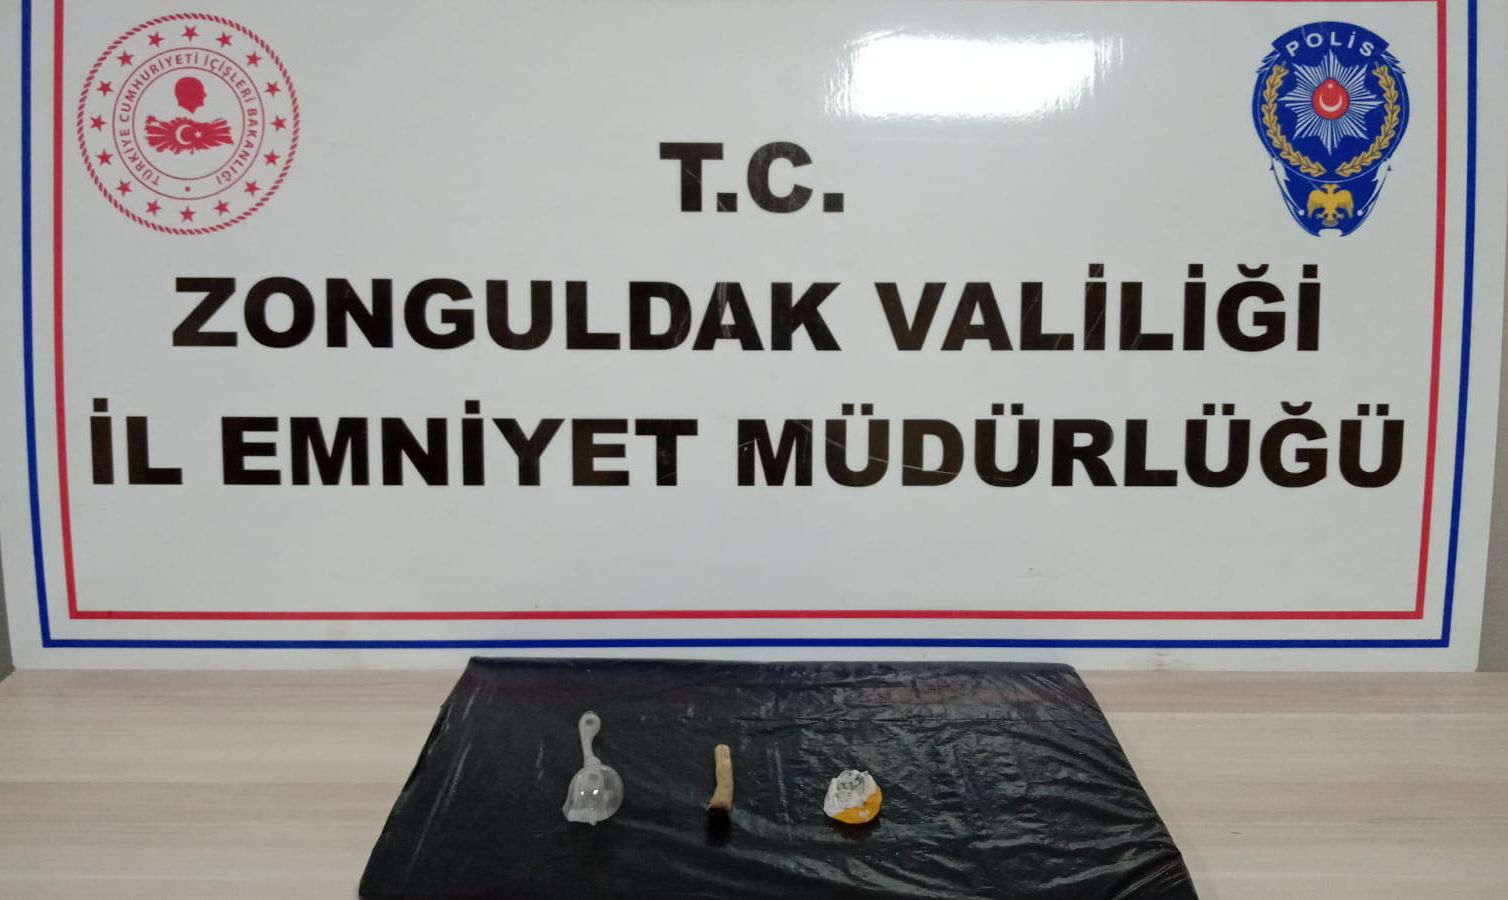 TÜRKİYE CUMHURİYETİ İÇİŞLERİ BAKANLIĞI
POLİS
T.C.
ZONGULDAK VALİLİĞİ
İL EMNİYET MÜDÜRLÜĞÜ